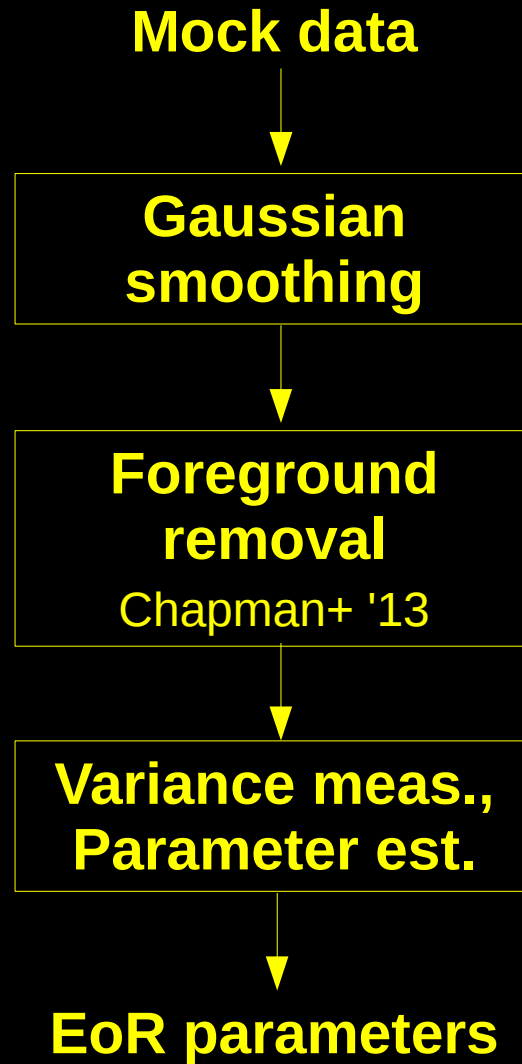 Mock data
Gaussian
smoothing
Foreground
removal
Chapman+ '13
Variance meas.,
Parameter est.
EoR parameters